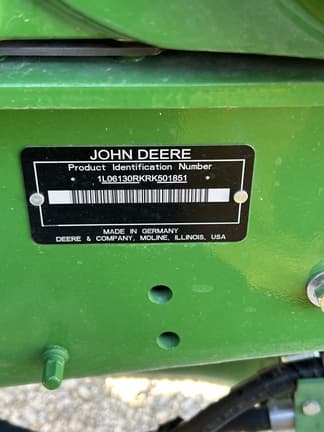 JOHN DEERE
Product Identification Number
* 1L06130RKRK501851 *
MADE IN GERMANY
DEERE & COMPANY, MOLINE, ILLINOIS, USA